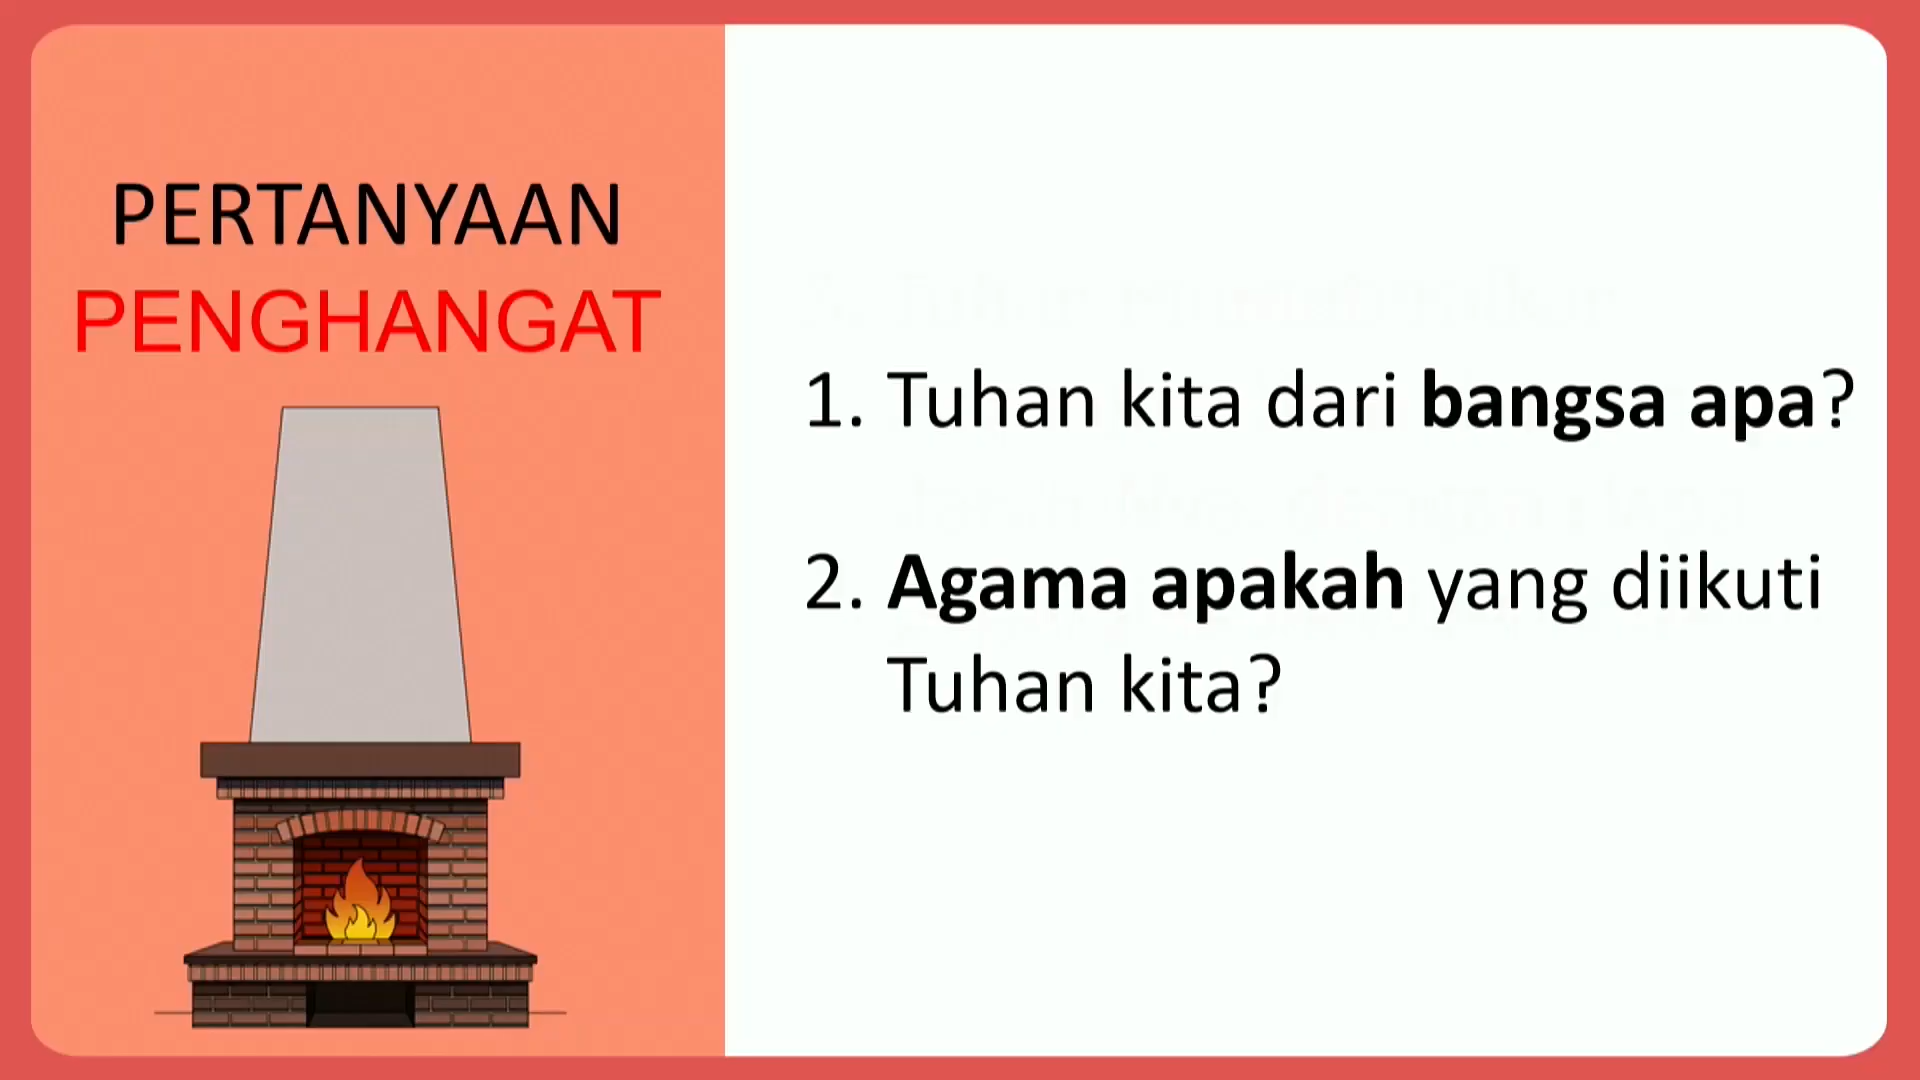 PERTANYAAN
PENGHANGAT
1. Tuhan kita dari bangsa apa?
2. Agama apakah yang diikuti
Tuhan kita?